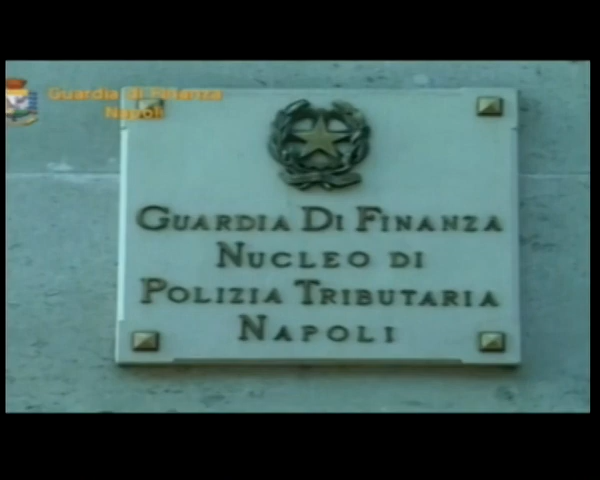 Guardia di Finanza
Napoli
GUARDIA DI FINANZA
NUCLEO DI
POLIZIA TRIBUTARIA
NAPOLI